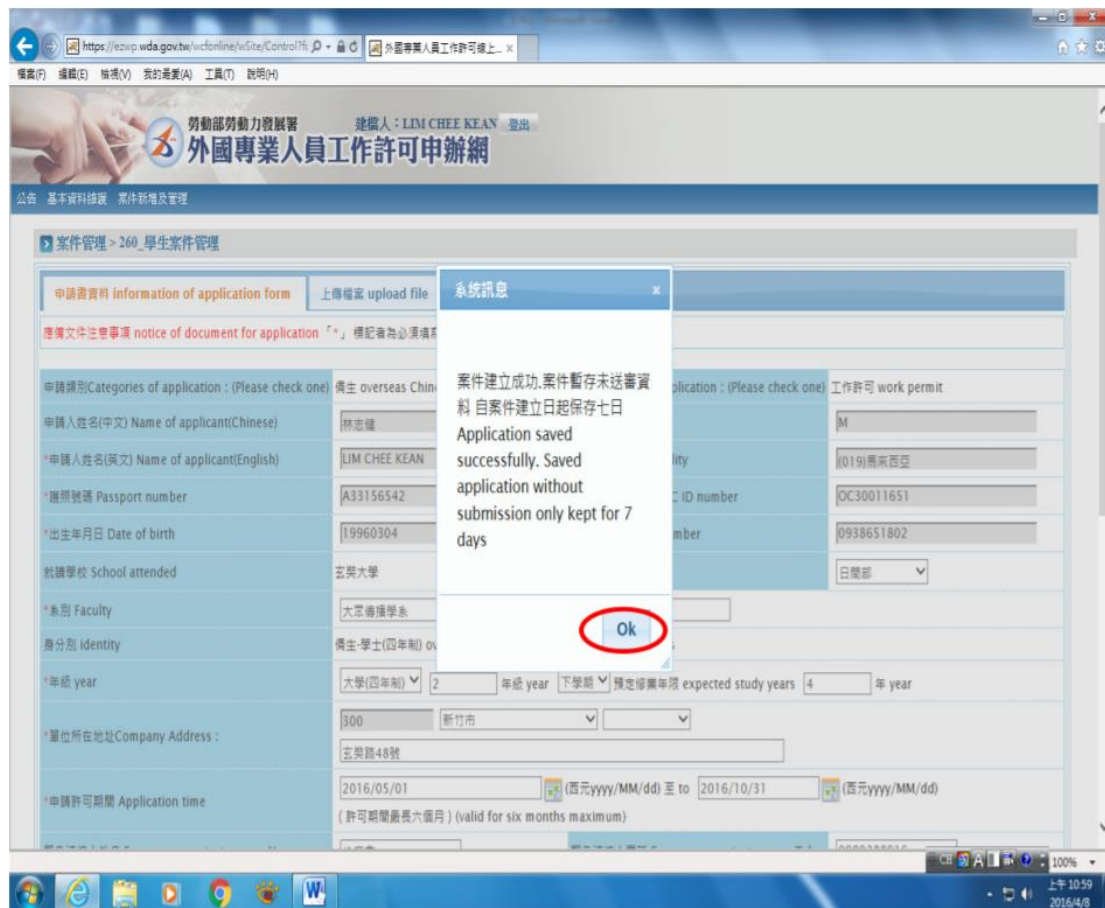 https://ezwp.wda.gov.tw/wcfonline/wSite/Control?f
外國專業人員工作許可線上... ×
檔案(F) 編輯(E) 檢視(V) 我的最愛(A) 工具(T) 說明(H)
勞動部勞動力發展署 建檔人：LIM CHEE KEAN 登出
外國專業人員工作許可申辦網
公告 基本資料維護 案件新增及管理
案件管理 > 260_學生案件管理
申請書資料 information of application form 上傳檔案 upload file
應備文件注意事項 notice of document for application 「*」 標記者為必須填寫
系統訊息 x
案件建立成功.案件暫存未送審資
料 自案件建立日起保存七日
Application saved
successfully. Saved
application without
submission only kept for 7
days
Ok
申請類別Categories of application : (Please check one) 僑生 overseas Chin plication : (Please check one) 工作許可 work permit
申請人姓名(中文) Name of applicant(Chinese) 林志健 M
*申請人姓名(英文) Name of applicant(English) LIM CHEE KEAN lity (019)馬來西亞
*護照號碼 Passport number A33156542 C ID number OC30011651
*出生年月日 Date of birth 19960304 mber 0938651802
就讀學校 School attended 玄奘大學 日間部
*系別 Faculty 大眾傳播學系
身分別 identity 僑生-學士(四年制) ov s
*年級 year 大學(四年制) 2 年級 year 下學期 預定修業年限 expected study years 4 年 year
*單位所在地址Company Address : 300 新竹市
玄奘路48號
*申請許可期間 Application time 2016/05/01 (西元yyyy/MM/dd) 至 to 2016/10/31 (西元yyyy/MM/dd)
( 許可期間最長六個月 ) (valid for six months maximum)
CH 100%
上午 10:59
2016/4/8